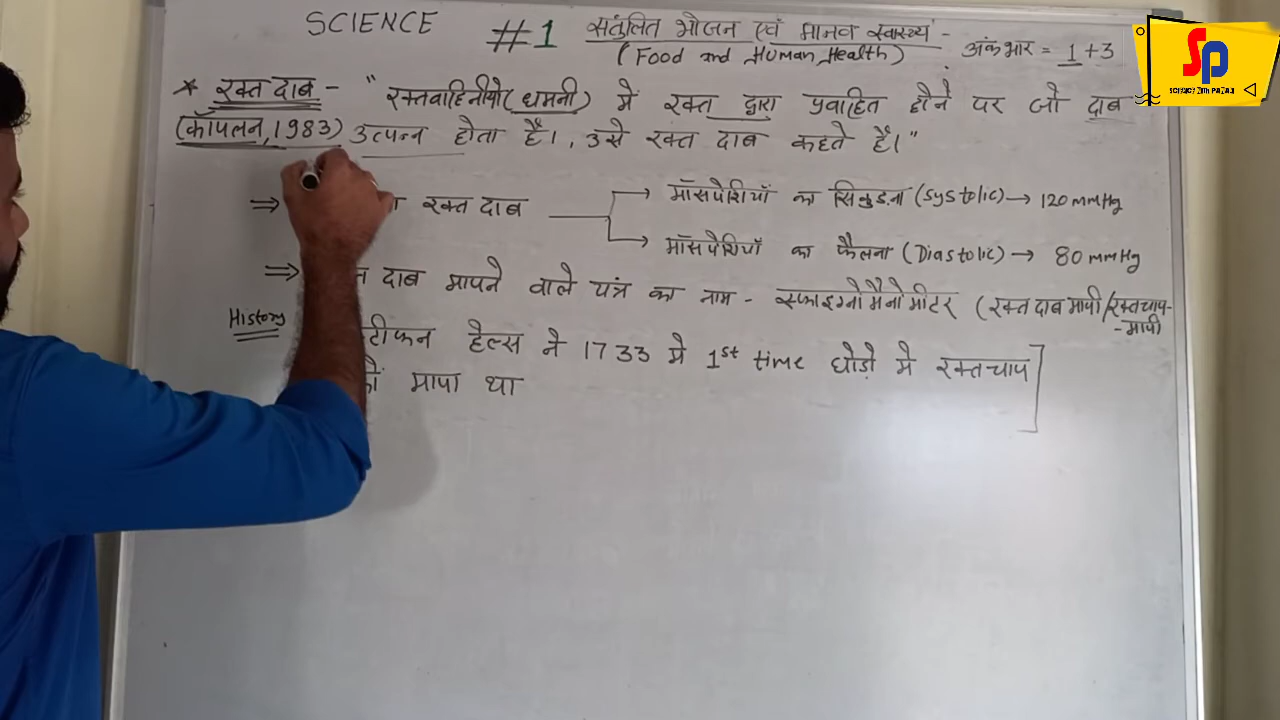 SCIENCE
#1 संतुलित भोजन एवं मानव स्वास्थ्य -
(Food and Human Health)
अंकभार = 1+3
SP
* रक्त दाब - " रक्तवाहिनीयो (धमनी) में रक्त द्वारा प्रवाहित होने पर जो दाब
(कॉपलन, 1983) उत्पन्न होता है।, उसे रक्त दाब कहते हैं।"
⇒ रक्त दाब → मॉसपेशियॉ का सिकुड़ना (Systolic) → 120 mmHg
→ मॉसपेशियॉ का फैलना (Diastolic) → 80 mmHg
⇒ दाब मापने वाले यंत्र का नाम - स्फाइग्नोमैनोमीटर (रक्त दाब मापी/रक्तचाप-
-मापी
History
हेल्स ने 1733 मे 1st time घोड़ो मे रक्तचाप
मापा था